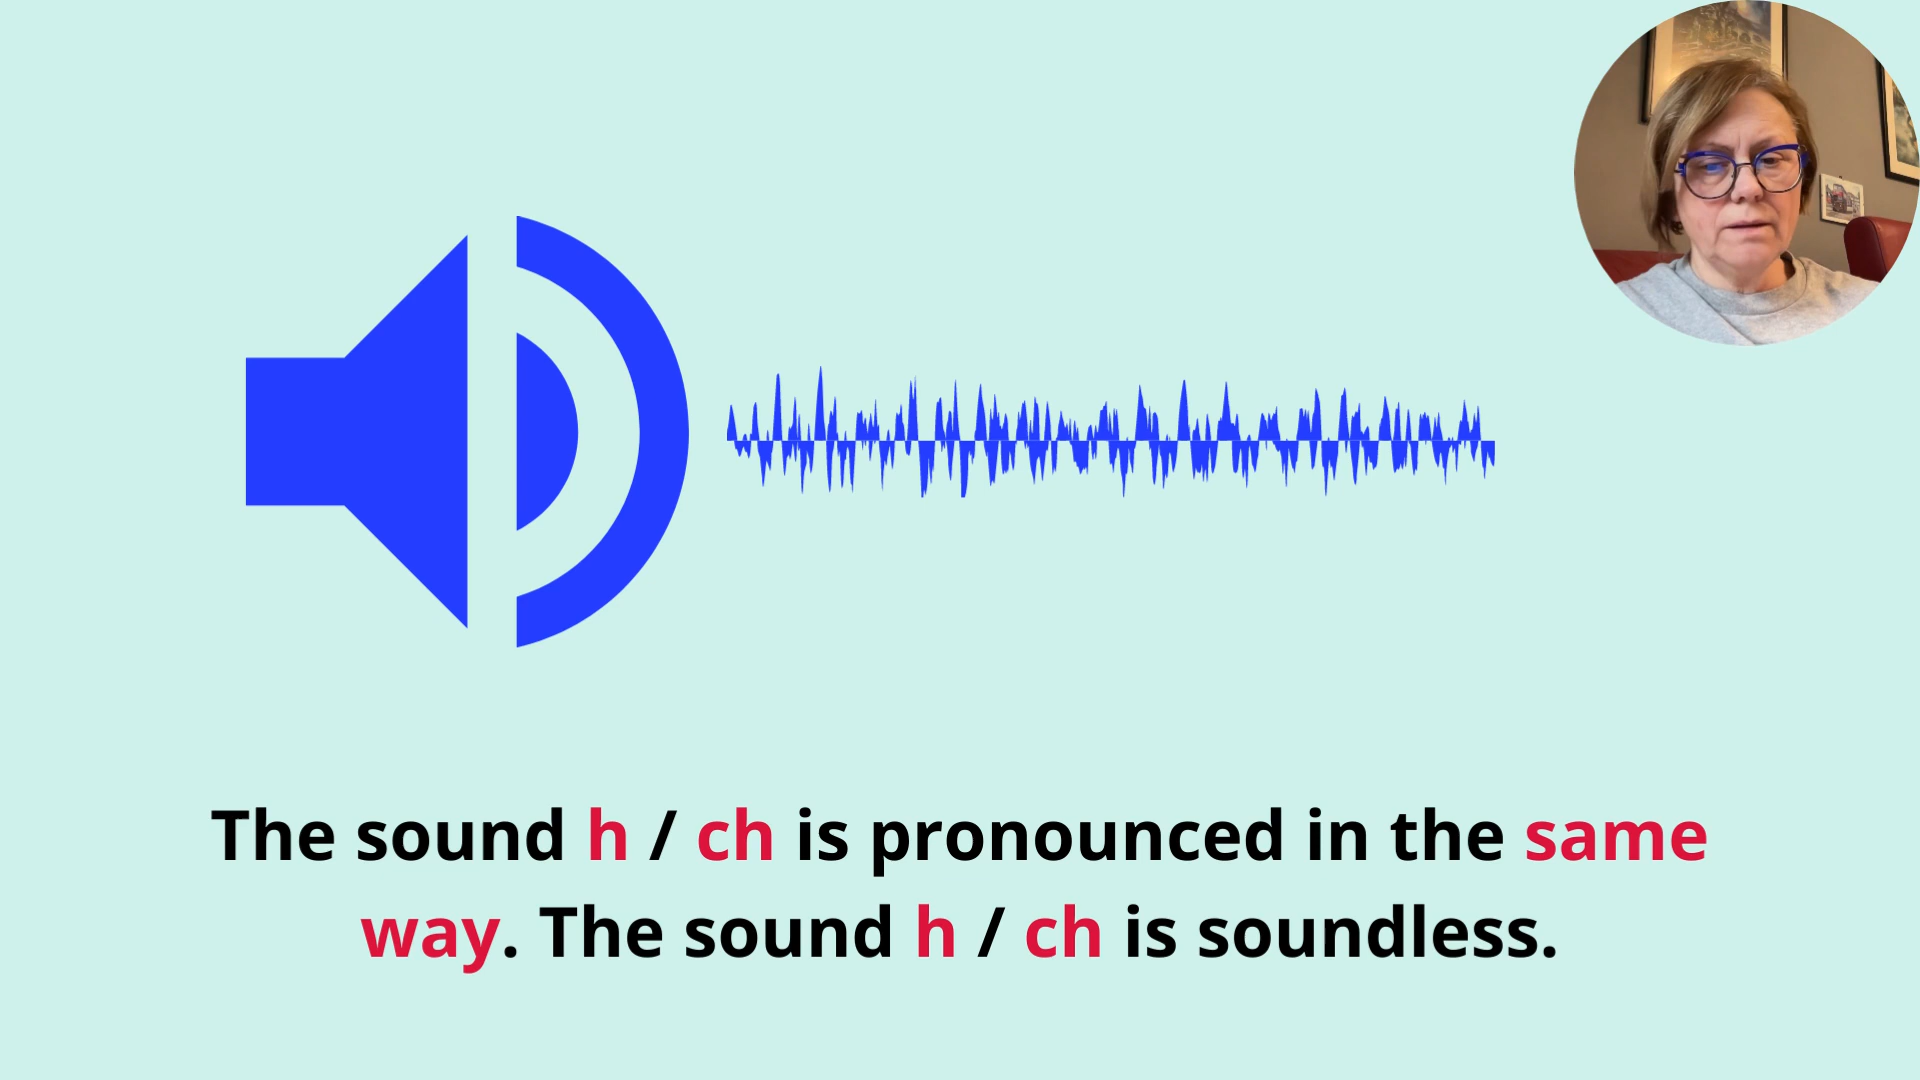 The sound h / ch is pronounced in the same
way. The sound h / ch is soundless.